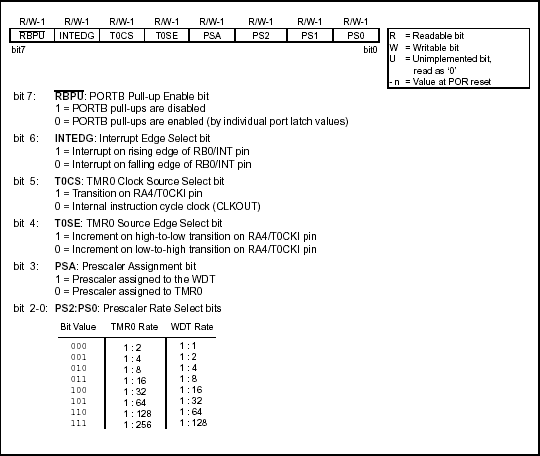 R/W-1 R/W-1 R/W-1 R/W-1 R/W-1 R/W-1 R/W-1 R/W-1
RBPU INTEDG T0CS T0SE PSA PS2 PS1 PS0
bit7 bit0
R = Readable bit
W = Writable bit
U = Unimplemented bit,
read as '0'
- n = Value at POR reset
bit 7: RBPU: PORTB Pull-up Enable bit
1 = PORTB pull-ups are disabled
0 = PORTB pull-ups are enabled (by individual port latch values)
bit 6: INTEDG: Interrupt Edge Select bit
1 = Interrupt on rising edge of RB0/INT pin
0 = Interrupt on falling edge of RB0/INT pin
bit 5: T0CS: TMR0 Clock Source Select bit
1 = Transition on RA4/T0CKI pin
0 = Internal instruction cycle clock (CLKOUT)
bit 4: T0SE: TMR0 Source Edge Select bit
1 = Increment on high-to-low transition on RA4/T0CKI pin
0 = Increment on low-to-high transition on RA4/T0CKI pin
bit 3: PSA: Prescaler Assignment bit
1 = Prescaler assigned to the WDT
0 = Prescaler assigned to TMR0
bit 2-0: PS2:PS0: Prescaler Rate Select bits
Bit Value TMR0 Rate WDT Rate
000 1 : 2 1 : 1
001 1 : 4 1 : 2
010 1 : 8 1 : 4
011 1 : 16 1 : 8
100 1 : 32 1 : 16
101 1 : 64 1 : 32
110 1 : 128 1 : 64
111 1 : 256 1 : 128